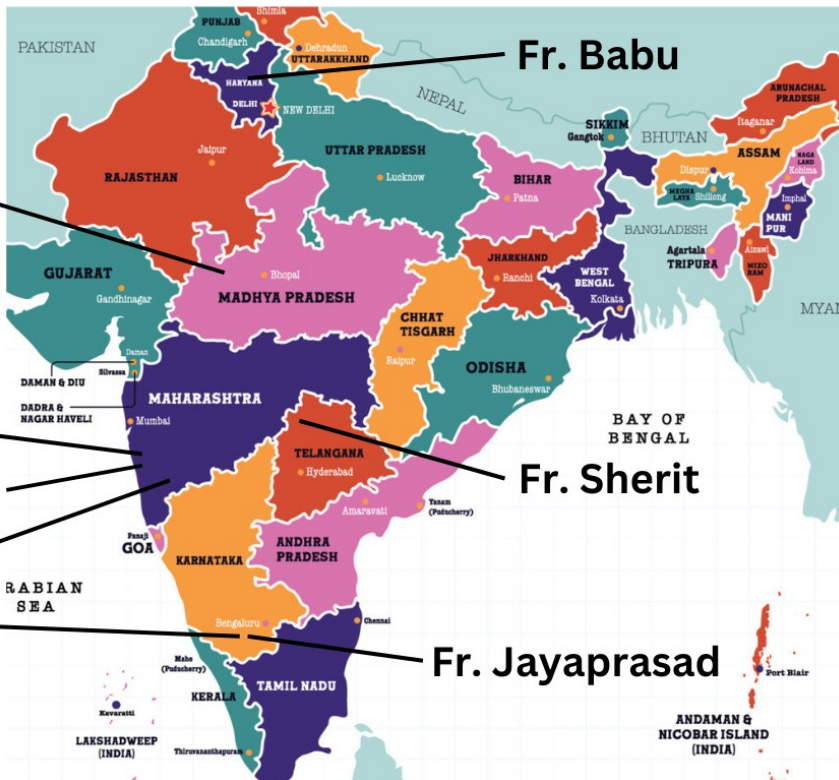 Shimla
PUNJAB
Chandigarh
PAKISTAN
Dehradun
UTTARAKKHAND
Fr. Babu
HARYANA
DELHI
NEW DELHI
NEPAL
ARUNACHAL
PRADESH
Itaganar
SIKKIM
Gangtok
BHUTAN
ASSAM
Dispur
NAGA
LAND
Kohima
MEGHA
LAYA
Shillong
Imphal
MANI
PUR
Jaipur
RAJASTHAN
UTTAR PRADESH
Lucknow
BIHAR
Patna
BANGLADESH
Agartala
TRIPURA
Aizawl
MIZO
RAM
GUJARAT
Gandhinagar
Bhopal
MADHYA PRADESH
JHARKHAND
Ranchi
WEST
BENGAL
Kolkata
MYAN
CHHAT
TISGARH
Raipur
ODISHA
Bhubaneswar
Daman
Silvassa
DAMAN & DIU
DADRA &
NAGAR HAVELI
MAHARASHTRA
Mumbai
BAY OF
BENGAL
TELANGANA
Hyderabad
Fr. Sherit
Amaravati
Yanam
(Puducherry)
Panaji
GOA
KARNATAKA
ANDHRA
PRADESH
RABIAN
SEA
Bengaluru
Chennai
Mahe
(Puducherry)
Fr. Jayaprasad
KERALA
TAMIL NADU
Port Blair
Kavaratti
LAKSHADWEEP
(INDIA)
Thiruvananthapuram
ANDAMAN &
NICOBAR ISLAND
(INDIA)